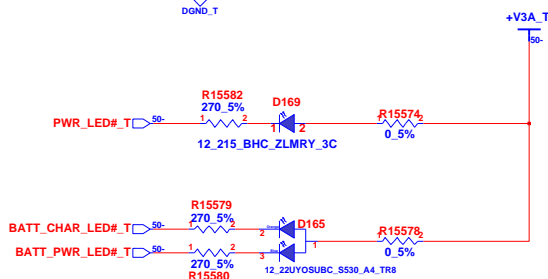 DGND_T
+V3A_T
50-
R15582
270_5%
D169
R15574
PWR_LED#_T 50- 1 2 1 2 1 2
0_5%
12_215_BHC_ZLMRY_3C
R15579
270_5%
D165
R15578
BATT_CHAR_LED#_T 50- 1 2 2 Orange 1 1 2
BATT_PWR_LED#_T 50- 1 2 3 Blue
0_5%
270_5%
R15580
12_22UYOSUBC_S530_A4_TR8